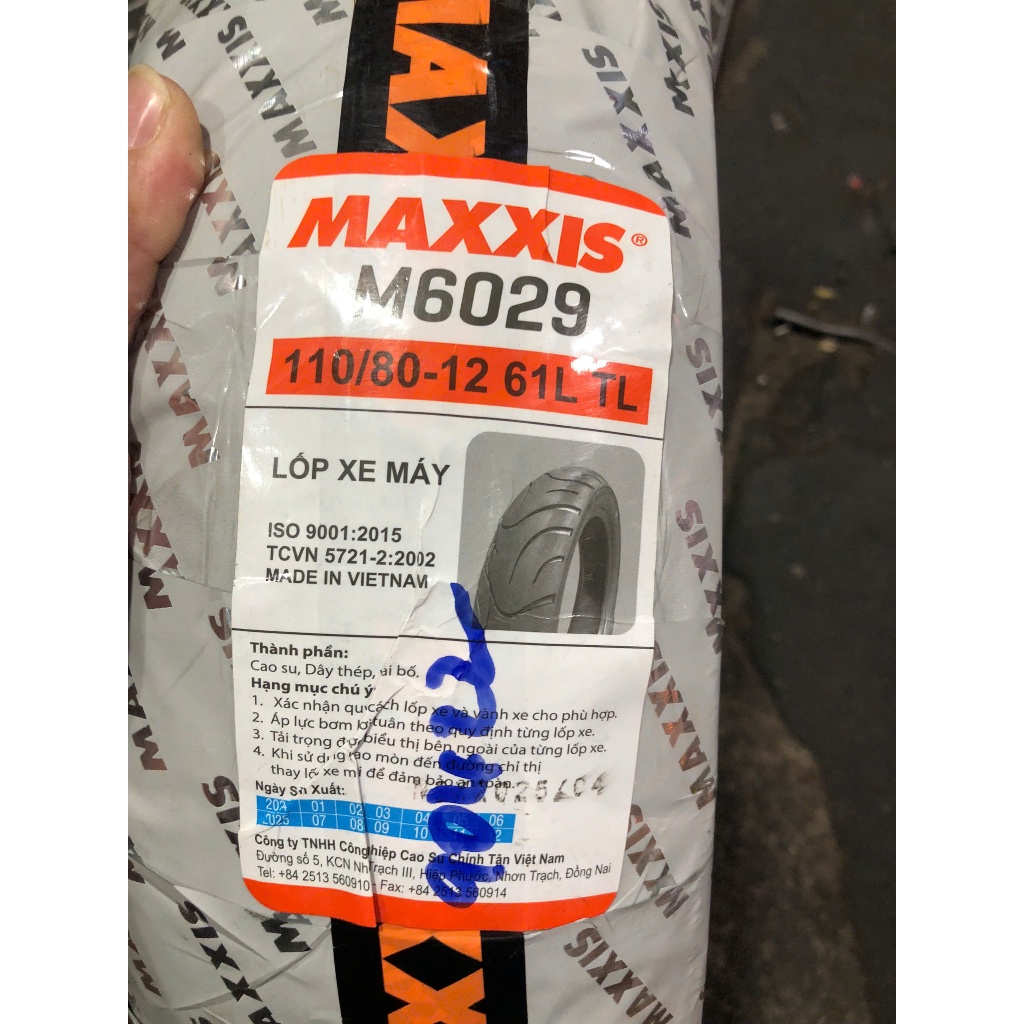 MAXXIS
MAXXIS®
M6029
110/80-12 61L TL
LỐP XE MÁY
ISO 9001:2015
TCVN 5721-2:2002
MADE IN VIETNAM
Thành phần:
Cao su, Dây thép, ải bố.
Hạng mục chú ý
1. Xác nhận qu cách lốp xe và vành xe cho phù hợp.
2. Áp lực bơm tuân theo quy định từng lốp xe.
3. Tải trọng biểu thị bên ngoài của từng lốp xe.
4. Khi sử mòn đến đường chỉ thị
thay xe để đảm bảo an toàn.
Ngày Xuất:
01 02 03 04 05 06
2025 07 08 09 10
Công ty TNHH Công hiệp Cao Su Chính Tân Việt Nam
Đường số 5, KCN Nh Trạch III, Hiệp Phước, Nhơn Trạch, Đồng Nai
Tel: +84 2513 560910 - Fax: +84 2513 560914